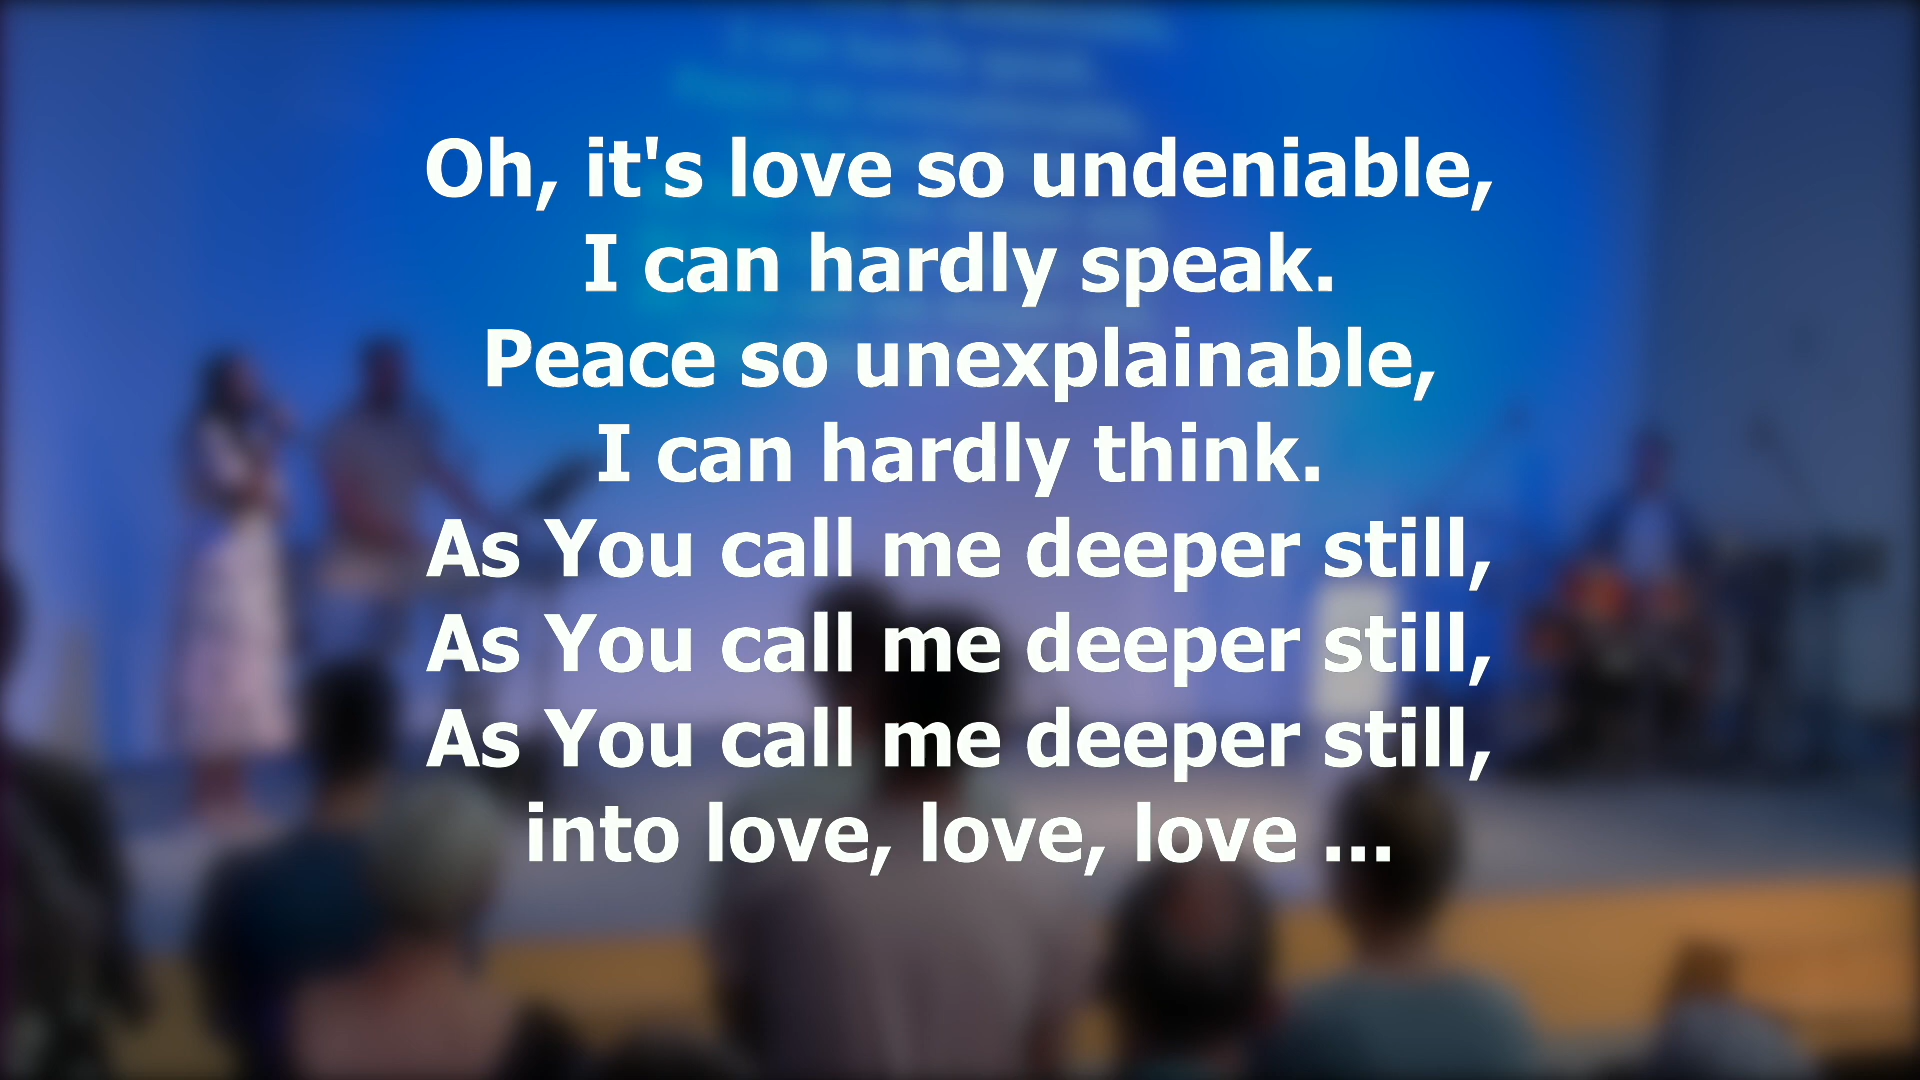 Oh, it's love so undeniable,
I can hardly speak.
Peace so unexplainable,
I can hardly think.
As You call me deeper still,
As You call me deeper still,
As You call me deeper still,
into love, love, love ...